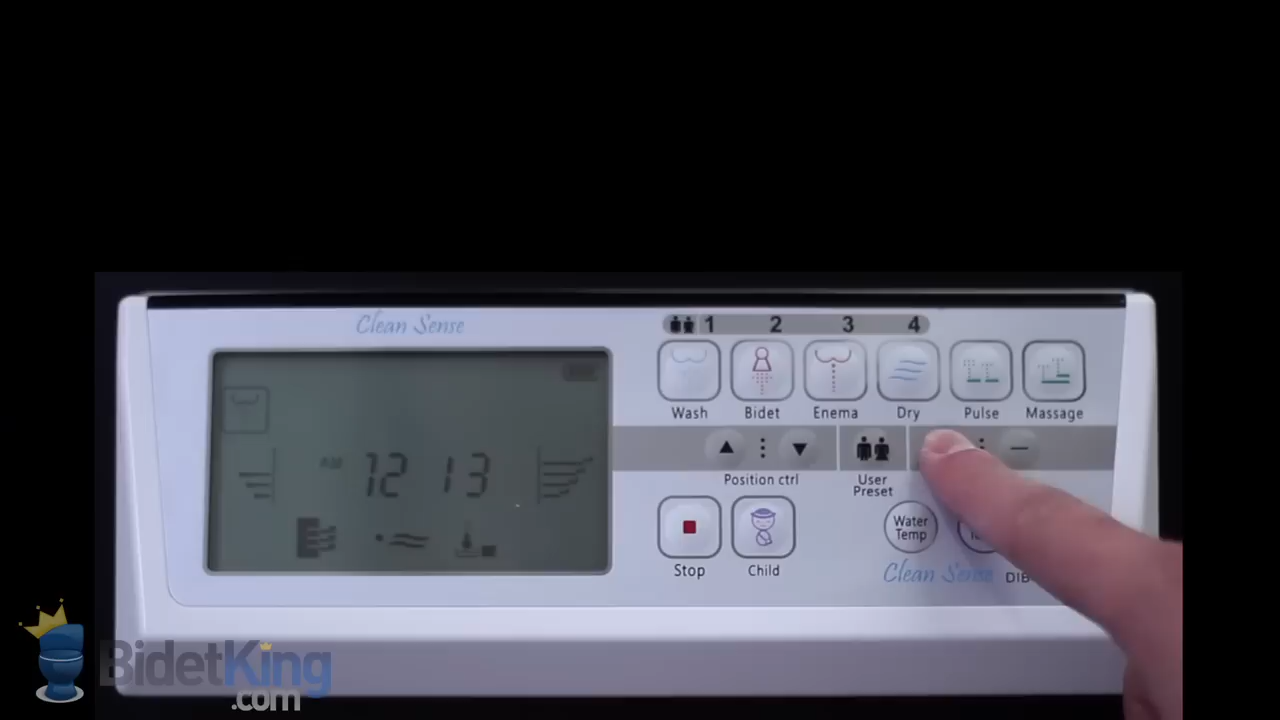 Clean Sense
1 2 3 4
Wash Bidet Enema Dry Pulse Massage
AM 12 13
Position ctrl
User
Preset
Water
Temp
Stop Child
Clean Sense DIB
BidetKing
.com